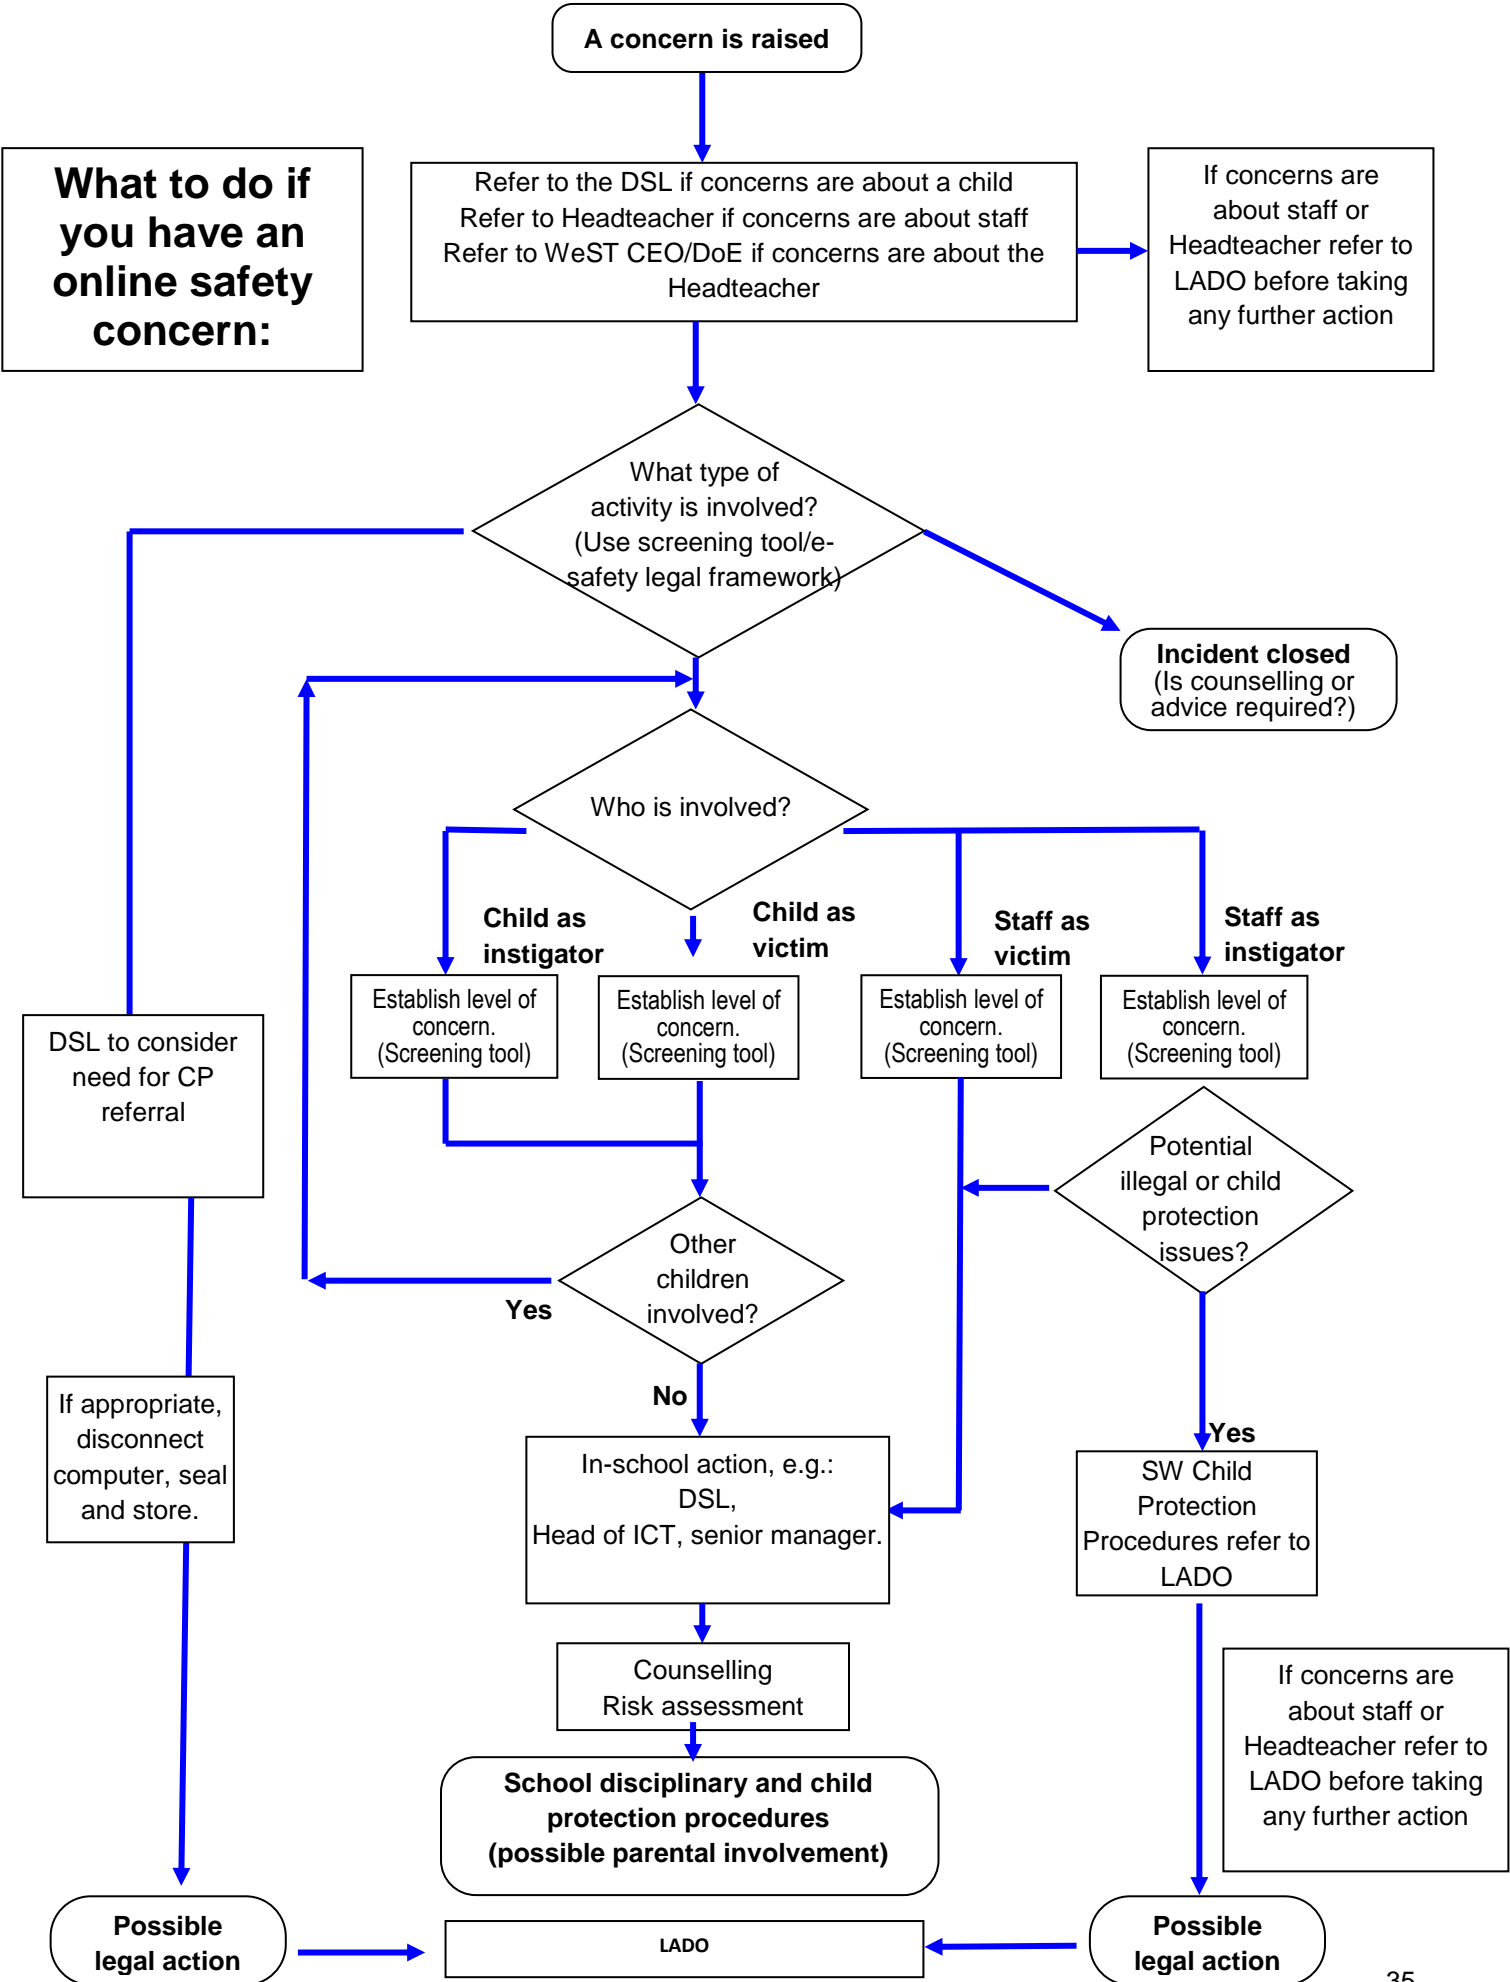 A concern is raised
What to do if
you have an
online safety
concern:
Refer to the DSL if concerns are about a child
Refer to Headteacher if concerns are about staff
Refer to WeST CEO/DoE if concerns are about the
Headteacher
If concerns are
about staff or
Headteacher refer to
LADO before taking
any further action
What type of
activity is involved?
(Use screening tool/e-
safety legal framework)
Incident closed
(Is counselling or
advice required?)
Who is involved?
Child as
instigator
Child as
victim
Staff as
victim
Staff as
instigator
Establish level of
concern.
(Screening tool)
Establish level of
concern.
(Screening tool)
Establish level of
concern.
(Screening tool)
Establish level of
concern.
(Screening tool)
DSL to consider
need for CP
referral
Potential
illegal or child
protection
issues?
Other
children
involved?
Yes
No
If appropriate,
disconnect
computer, seal
and store.
In-school action, e.g.:
DSL,
Head of ICT, senior manager.
Yes
SW Child
Protection
Procedures refer to
LADO
Counselling
Risk assessment
If concerns are
about staff or
Headteacher refer to
LADO before taking
any further action
School disciplinary and child
protection procedures
(possible parental involvement)
Possible
legal action
LADO
Possible
legal action
35